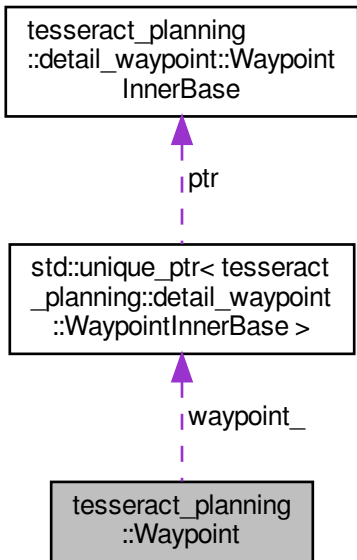 tesseract_planning
::detail_waypoint::Waypoint
InnerBase
ptr
std::unique_ptr< tesseract
_planning::detail_waypoint
::WaypointInnerBase >
waypoint_
tesseract_planning
::Waypoint